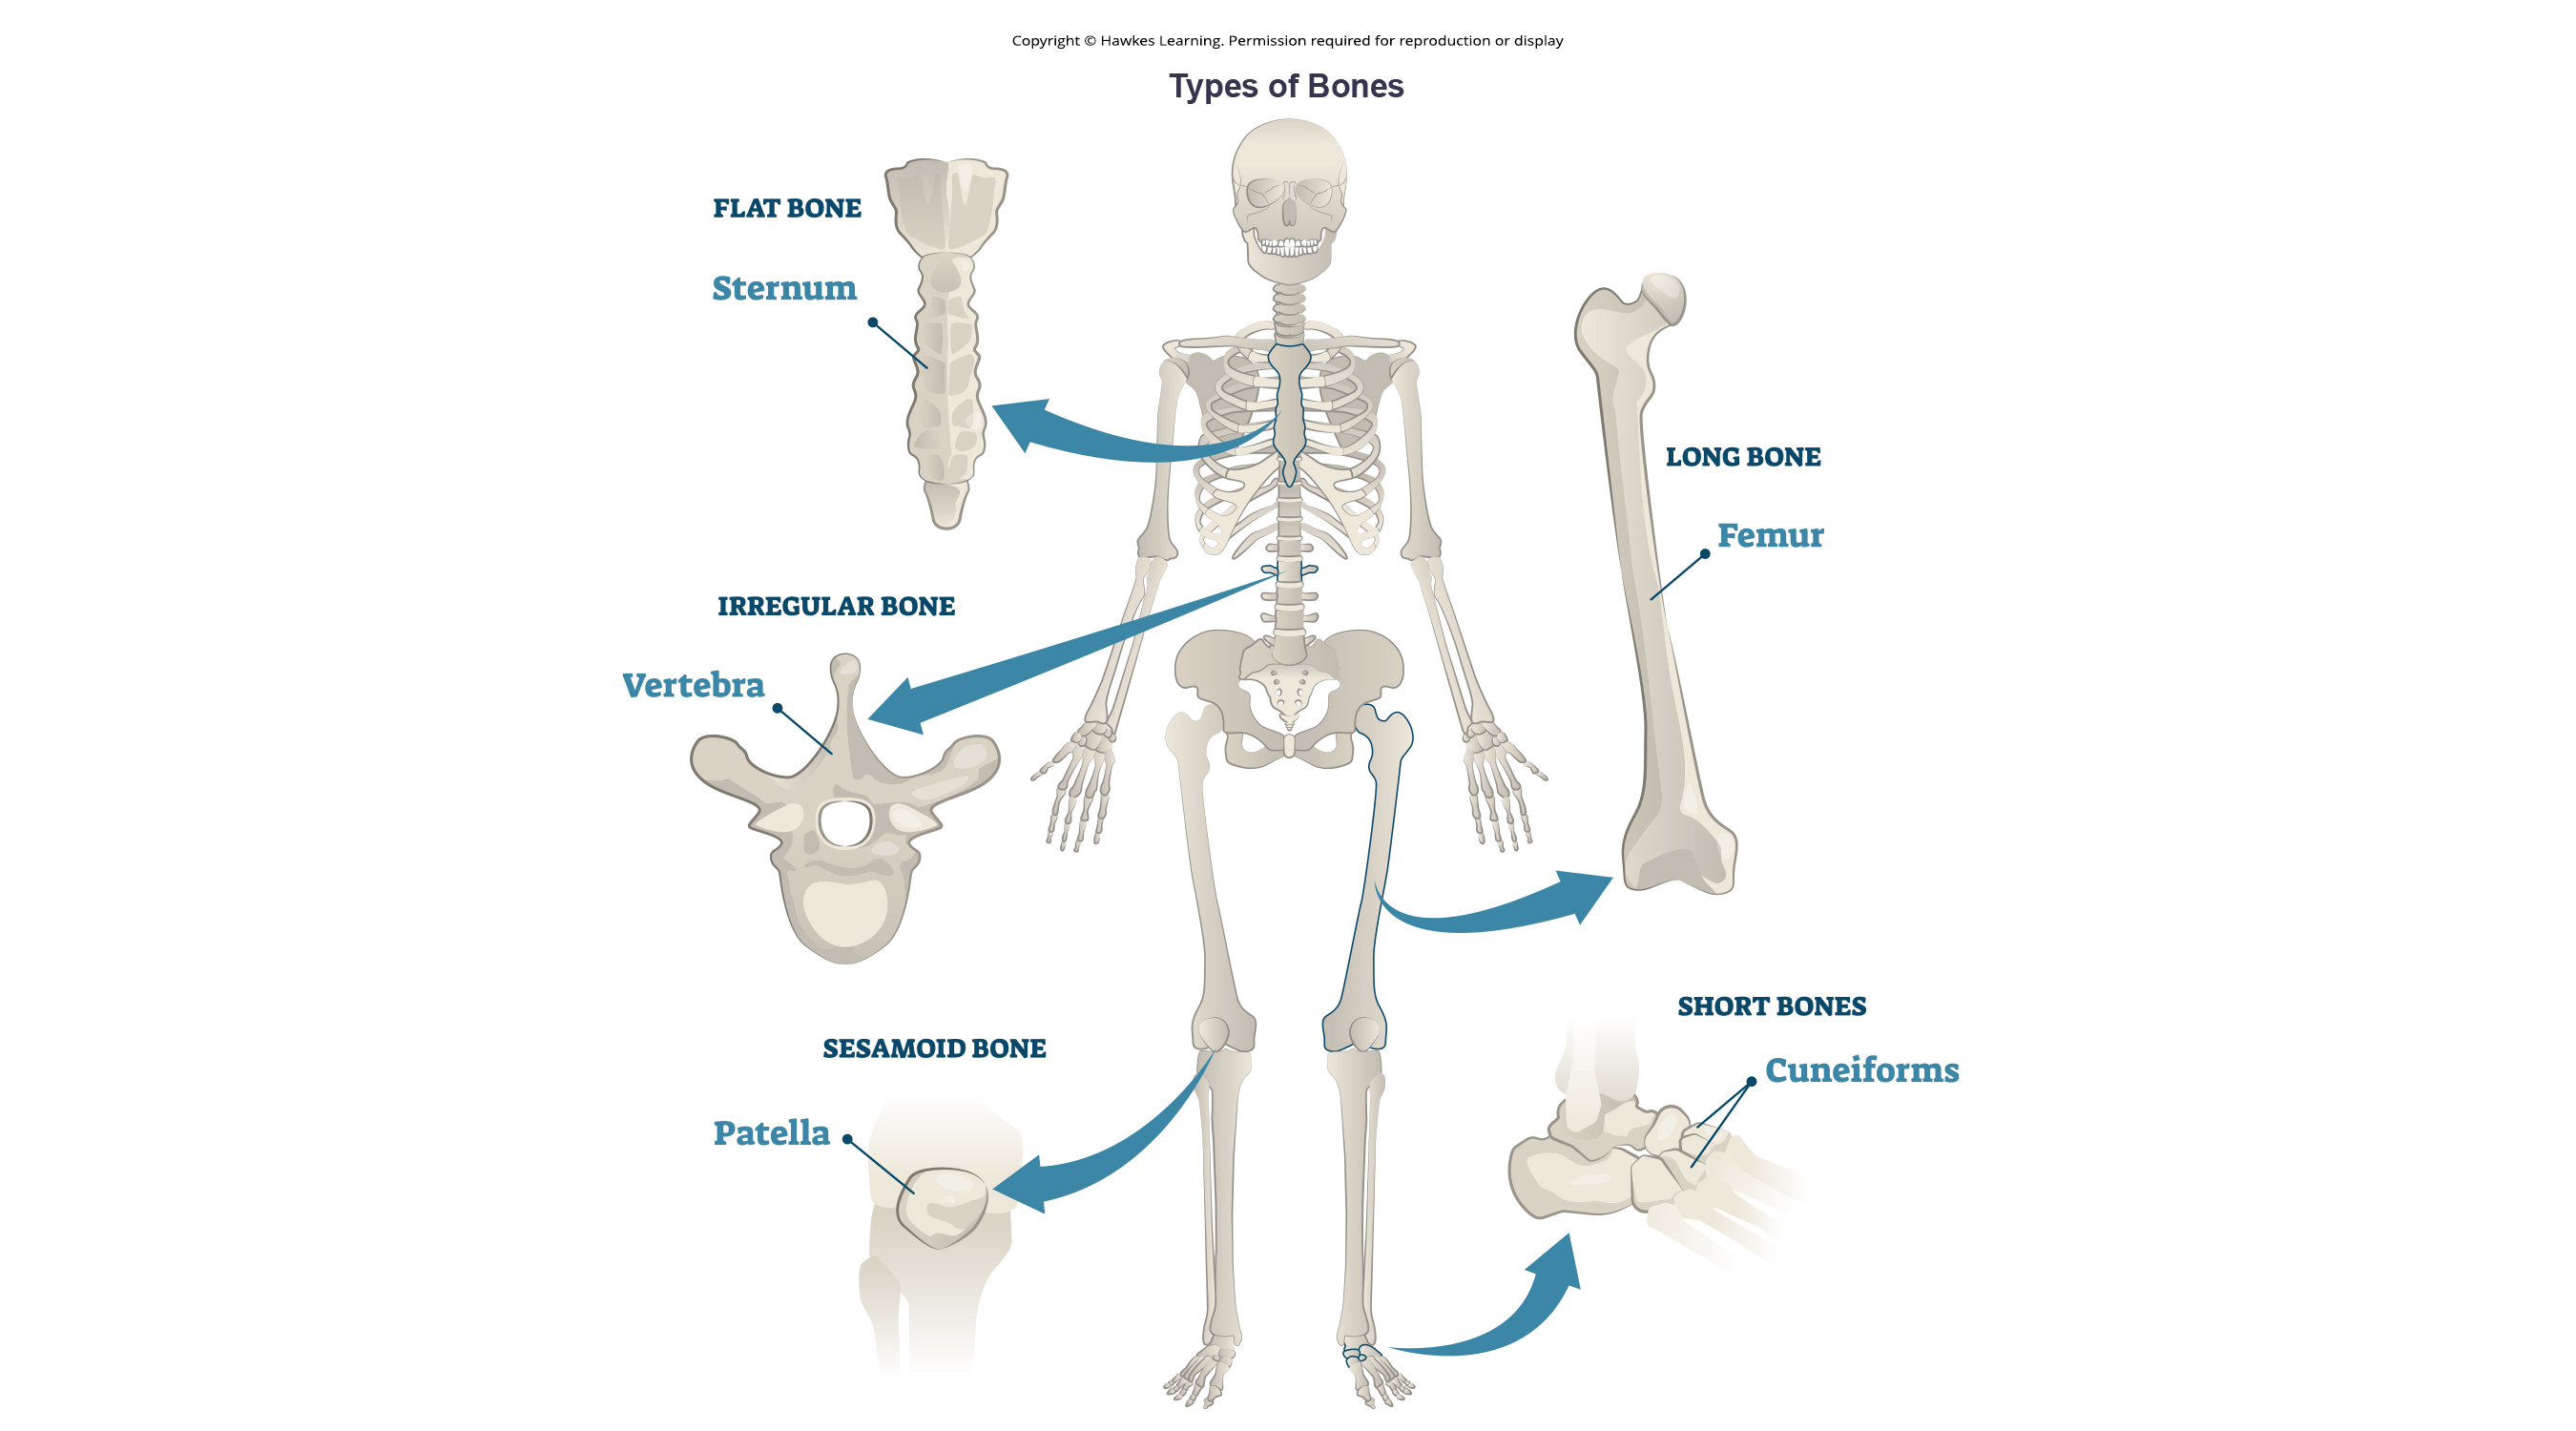 Copyright © Hawkes Learning. Permission required for reproduction or display
Types of Bones
FLAT BONE
Sternum
LONG BONE
Femur
IRREGULAR BONE
Vertebra
SHORT BONES
Cuneiforms
SESAMOID BONE
Patella